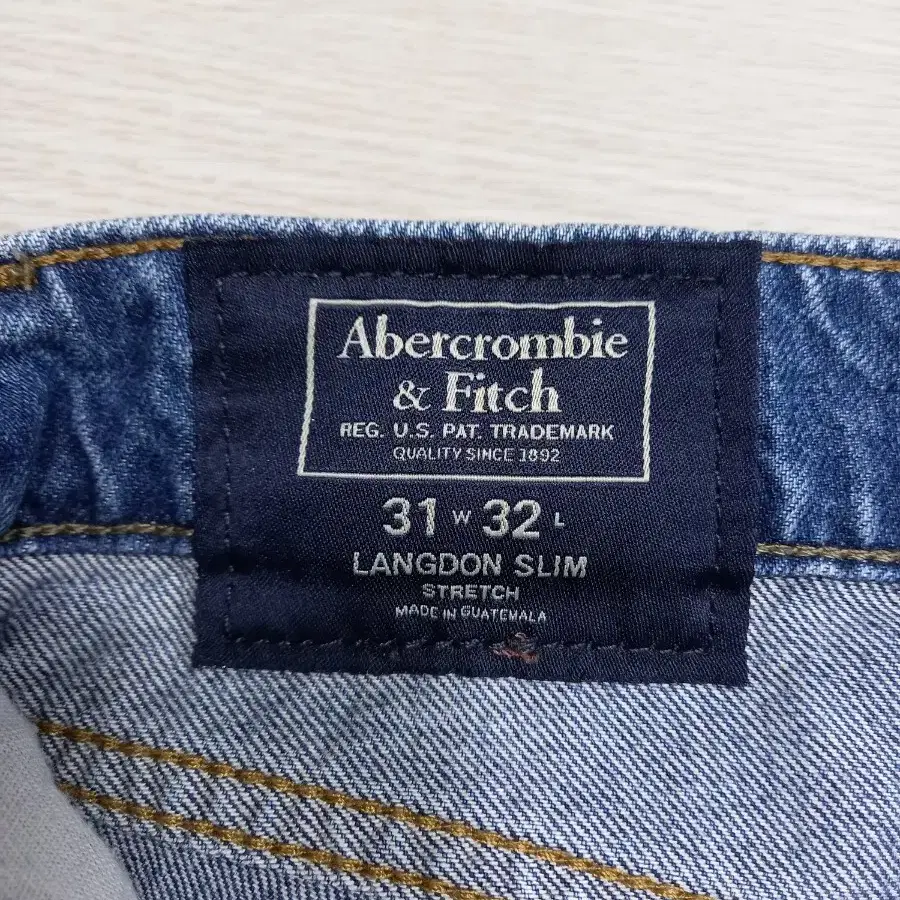 Abercrombie
& Fitch
REG. U.S. PAT. TRADEMARK
QUALITY SINCE 1892
31 W 32 L
LANGDON SLIM
STRETCH
MADE IN GUATEMALA